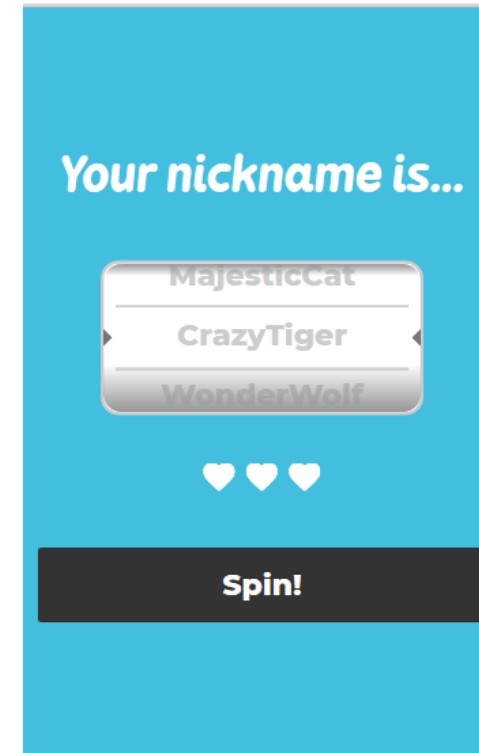 Your nickname is...
MajesticCat
CrazyTiger
WonderWolf
Spin!